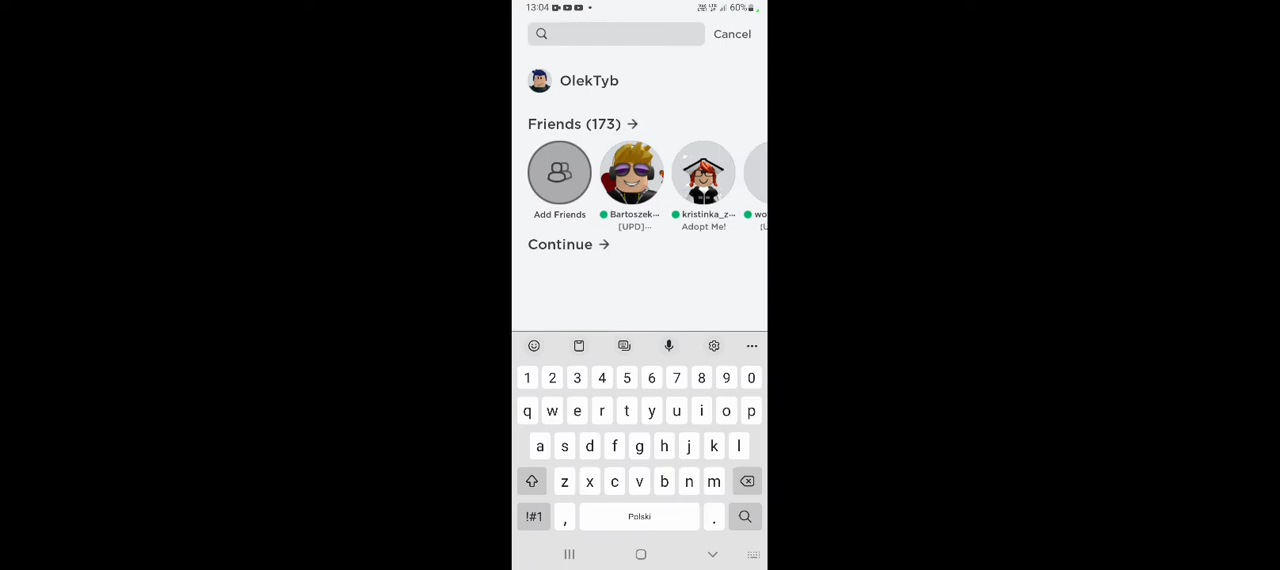 13:04 60%
Cancel
OlekTyb
Friends (173) →
Add Friends Bartoszek... kristinka_z... wo
[UPD]... Adopt Me! [U
Continue →
1 2 3 4 5 6 7 8 9 0
q w e r t y u i o p
a s d f g h j k l
z x c v b n m
!#1 , Polski .